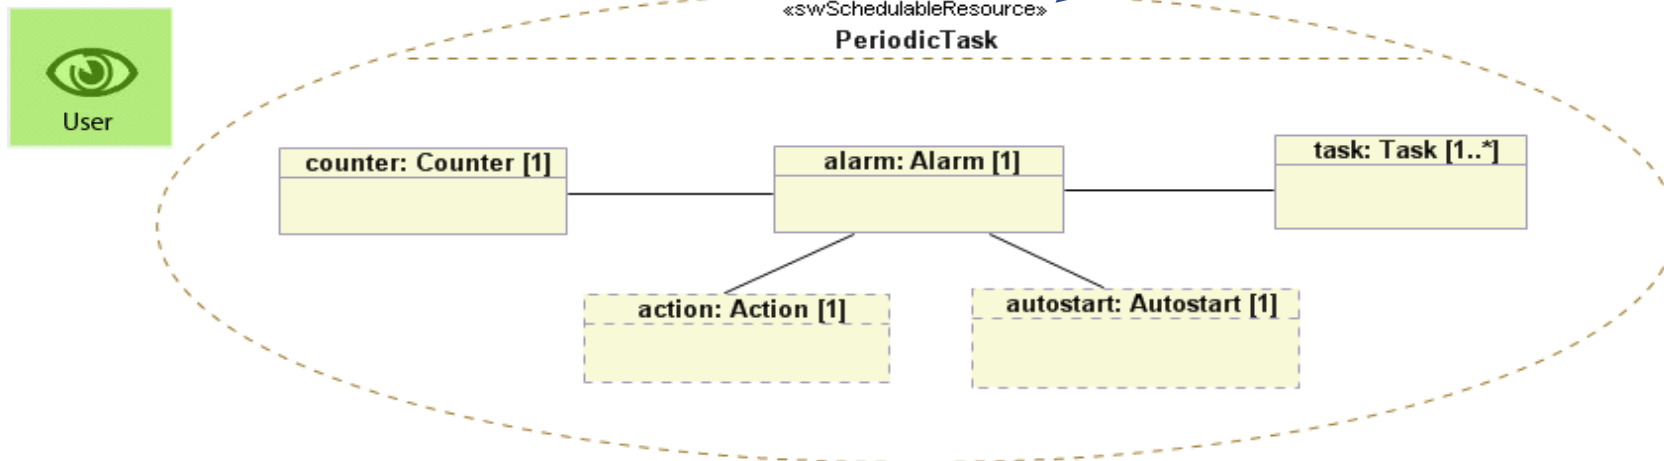 «swSchedulableResource»
PeriodicTask
User
counter: Counter [1]
alarm: Alarm [1]
task: Task [1..*]
action: Action [1]
autostart: Autostart [1]